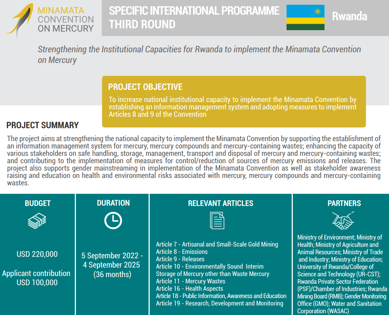 MINAMATA
CONVENTION
ON MERCURY
SPECIFIC INTERNATIONAL PROGRAMME
THIRD ROUND
Rwanda
Strengthening the Institutional Capacities for Rwanda to implement the Minamata Convention
on Mercury
PROJECT OBJECTIVE
To increase national institutional capacity to implement the Minamata Convention by
establishing an information management system and adopting measures to implement
Articles 8 and 9 of the Convention
PROJECT SUMMARY
The project aims at strengthening the national capacity to implement the Minamata Convention by supporting the establishment of
an information management system for mercury, mercury compounds and mercury-containing wastes; enhancing the capacity of
various stakeholders on safe handling, storage, management, transport and disposal of mercury and mercury-containing wastes;
and contributing to the implementation of measures for control/reduction of sources of mercury emissions and releases. The
project also supports gender mainstreaming in implementation of the Minamata Convention as well as stakeholder awareness
raising and education on health and environmental risks associated with mercury, mercury compounds and mercury-containing
wastes.
BUDGET
USD 220,000
Applicant contribution
USD 100,000
DURATION
5 September 2022 -
4 September 2025
(36 months)
RELEVANT ARTICLES
Article 7 - Artisanal and Small-Scale Gold Mining
Article 8 - Emissions
Article 9 - Releases
Article 10 - Environmentally Sound Interim
Storage of Mercury other than Waste Mercury
Article 11 - Mercury Wastes
Article 16 - Health Aspects
Article 18 - Public Information, Awareness and Education
Article 19 - Research, Development and Monitoring
PARTNERS
Ministry of Environment; Ministry of
Health; Ministry of Agriculture and
Animal Resources; Ministry of Trade
and Industry; Ministry of Education;
University of Rwanda/College of
Science and Technology (UR-CST);
Rwanda Private Sector Federation
(PSF)/Chamber of Industries; Rwanda
Mining Board (RMB); Gender Monitoring
Office (GMO); Water and Sanitation
Corporation (WASAC)